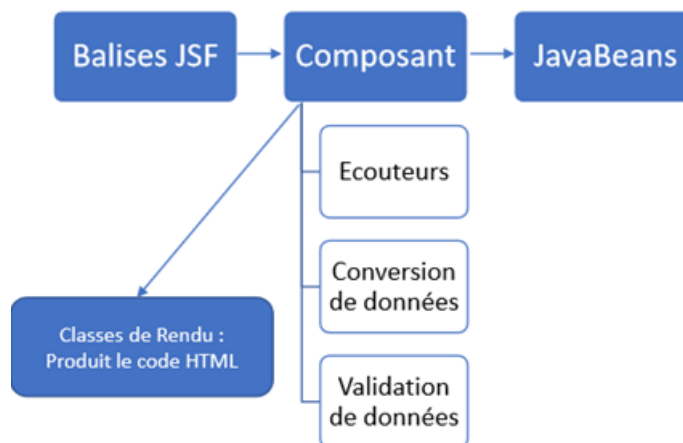 Balises JSF
Composant
JavaBeans
Ecouteurs
Conversion
de données
Classes de Rendu :
Produit le code HTML
Validation
de données